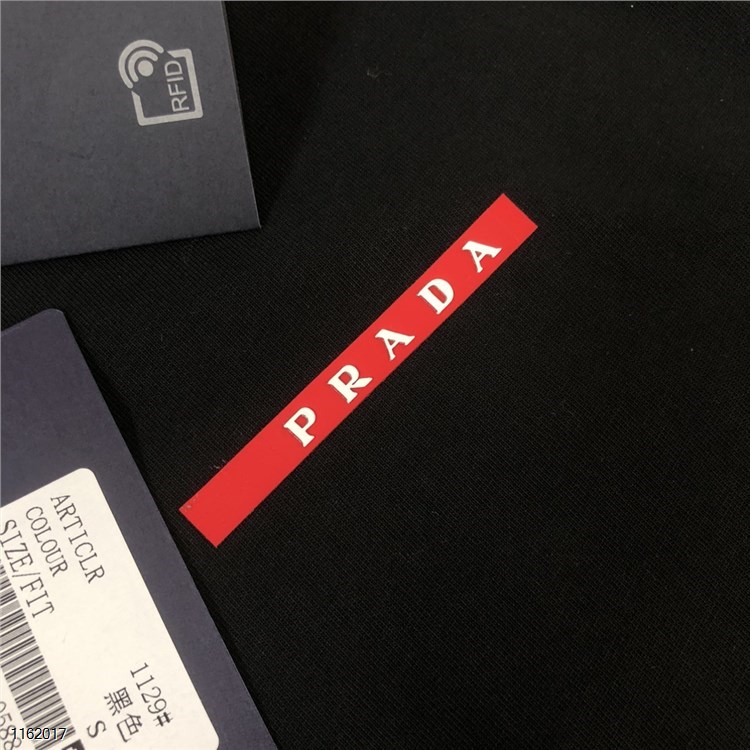 RFID
PRADA
ARTICLR
COLOUR
SIZE/FIT
1129#
黑色
S
1162017